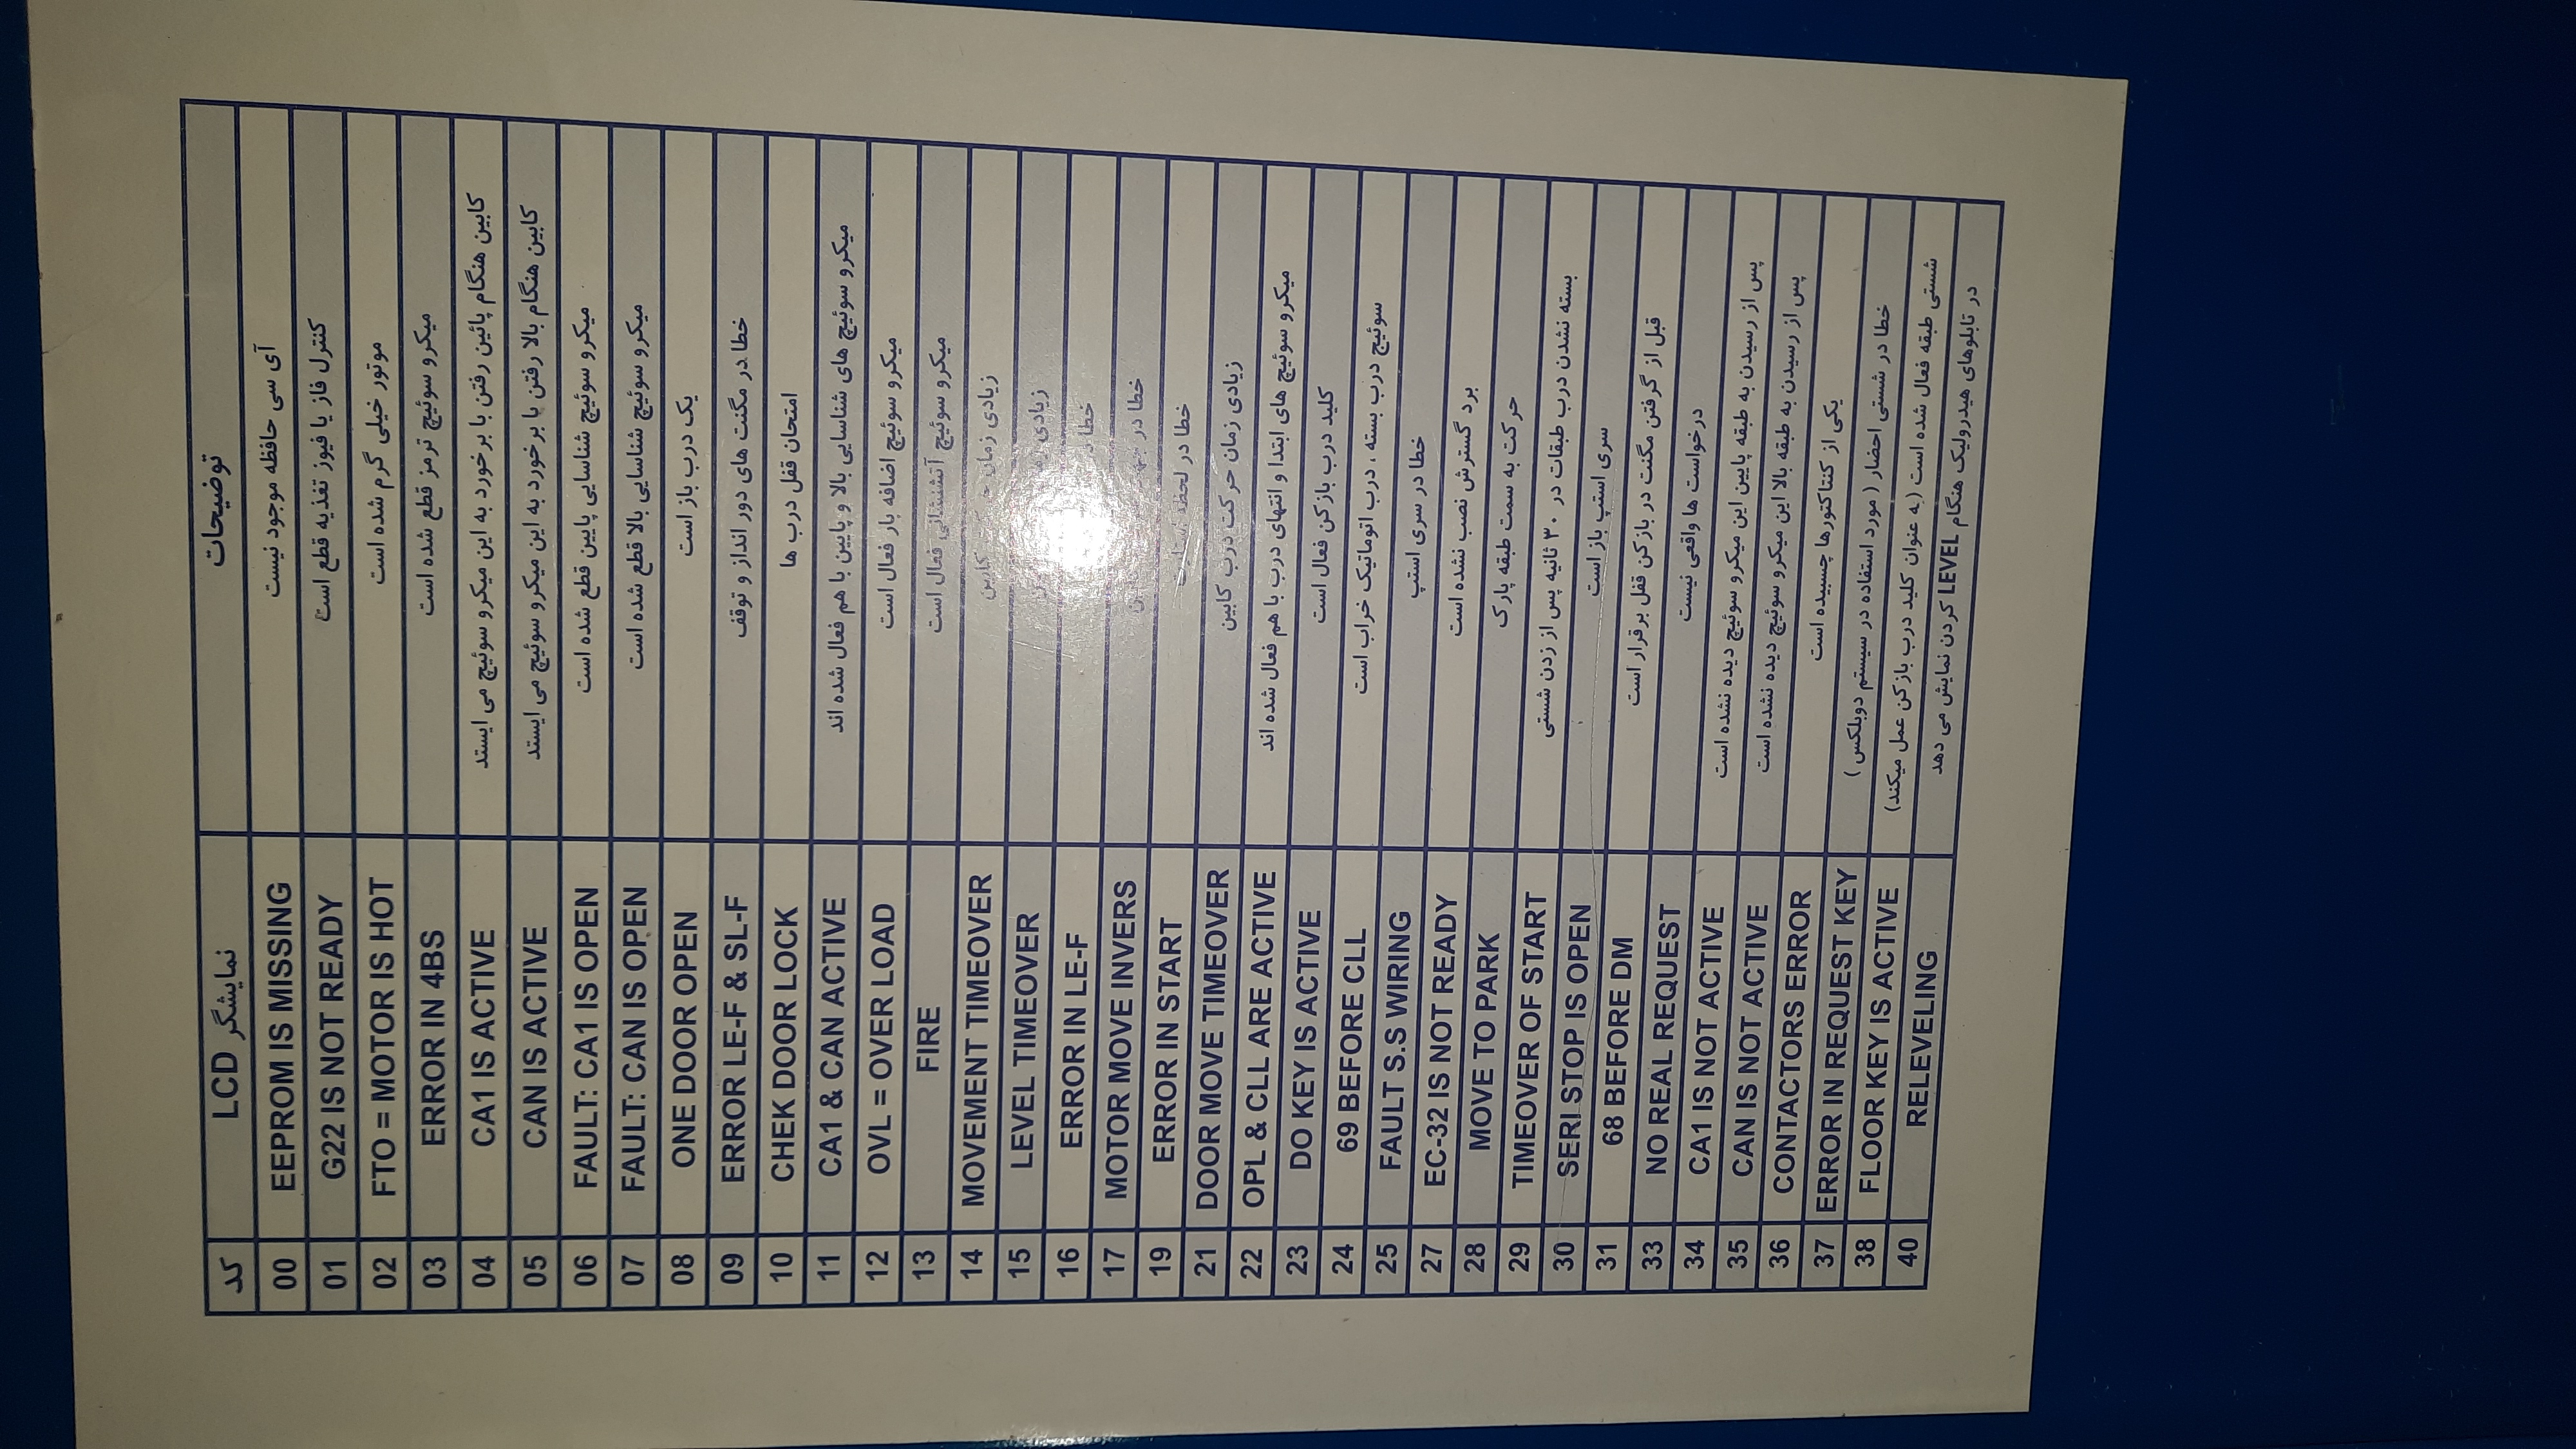 کد نمایشگر LCD توضیحات
00 EEPROM IS MISSING آی سی حافظه موجود نیست
01 G22 IS NOT READY کنترل فاز یا فیوز تغذیه قطع است
02 FTO = MOTOR IS HOT موتور خیلی گرم شده است
03 ERROR IN 4BS میکرو سوئیچ ترمز قطع شده است
04 CA1 IS ACTIVE کابین هنگام پائین رفتن با برخورد به این میکرو سوئیچ می ایستد
05 CAN IS ACTIVE کابین هنگام بالا رفتن با برخورد به این میکرو سوئیچ می ایستد
06 FAULT: CA1 IS OPEN میکرو سوئیچ شناسایی پایین قطع شده است
07 FAULT: CAN IS OPEN میکرو سوئیچ شناسایی بالا قطع شده است
08 ONE DOOR OPEN یک درب باز است
09 ERROR LE-F & SL-F خطا در مگنت های دور انداز و توقف
10 CHEK DOOR LOCK امتحان قفل درب ها
11 CA1 & CAN ACTIVE میکرو سوئیچ های شناسایی بالا و پایین با هم فعال شده اند
12 OVL = OVER LOAD میکرو سوئیچ اضافه بار فعال است
13 FIRE میکرو سوئیچ آتشنشانی فعال است
14 MOVEMENT TIMEOVER زیادی زمان کابین
15 LEVEL TIMEOVER زیادی
16 ERROR IN LE-F خطا
17 MOTOR MOVE INVERS خطا در
19 ERROR IN START خطا در لحظه
21 DOOR MOVE TIMEOVER زیادی زمان حرکت درب کابین
22 OPL & CLL ARE ACTIVE میکرو سوئیچ های ابتدا و انتهای درب با هم فعال شده اند
23 DO KEY IS ACTIVE کلید درب بازکن فعال است
24 69 BEFORE CLL سوئیچ درب بسته ، درب اتوماتیک خراب است
25 FAULT S.S WIRING خطا در سری استپ
27 EC-32 IS NOT READY برد گسترش نصب نشده است
28 MOVE TO PARK حرکت به سمت طبقه پارک
29 TIMEOVER OF START بسته نشدن درب طبقات در ۳۰ ثانیه پس از زدن شستی
30 SERI STOP IS OPEN سری استپ باز است
31 68 BEFORE DM قبل از گرفتن مگنت در بازکن قفل برقرار است
33 NO REAL REQUEST درخواست ها واقعی نیست
34 CA1 IS NOT ACTIVE پس از رسیدن به طبقه پایین این میکرو سوئیچ دیده نشده است
35 CAN IS NOT ACTIVE پس از رسیدن به طبقه بالا این میکرو سوئیچ دیده نشده است
36 CONTACTORS ERROR یکی از کنتاکتورها چسبیده است
37 ERROR IN REQUEST KEY خطا در شستی احضار ( مورد استفاده در سیستم دوبلکس )
38 FLOOR KEY IS ACTIVE شستی طبقه فعال شده است (به عنوان کلید درب بازکن عمل میکند)
40 RELEVELING در تابلوهای هیدرولیک هنگام LEVEL کردن نمایش می دهد